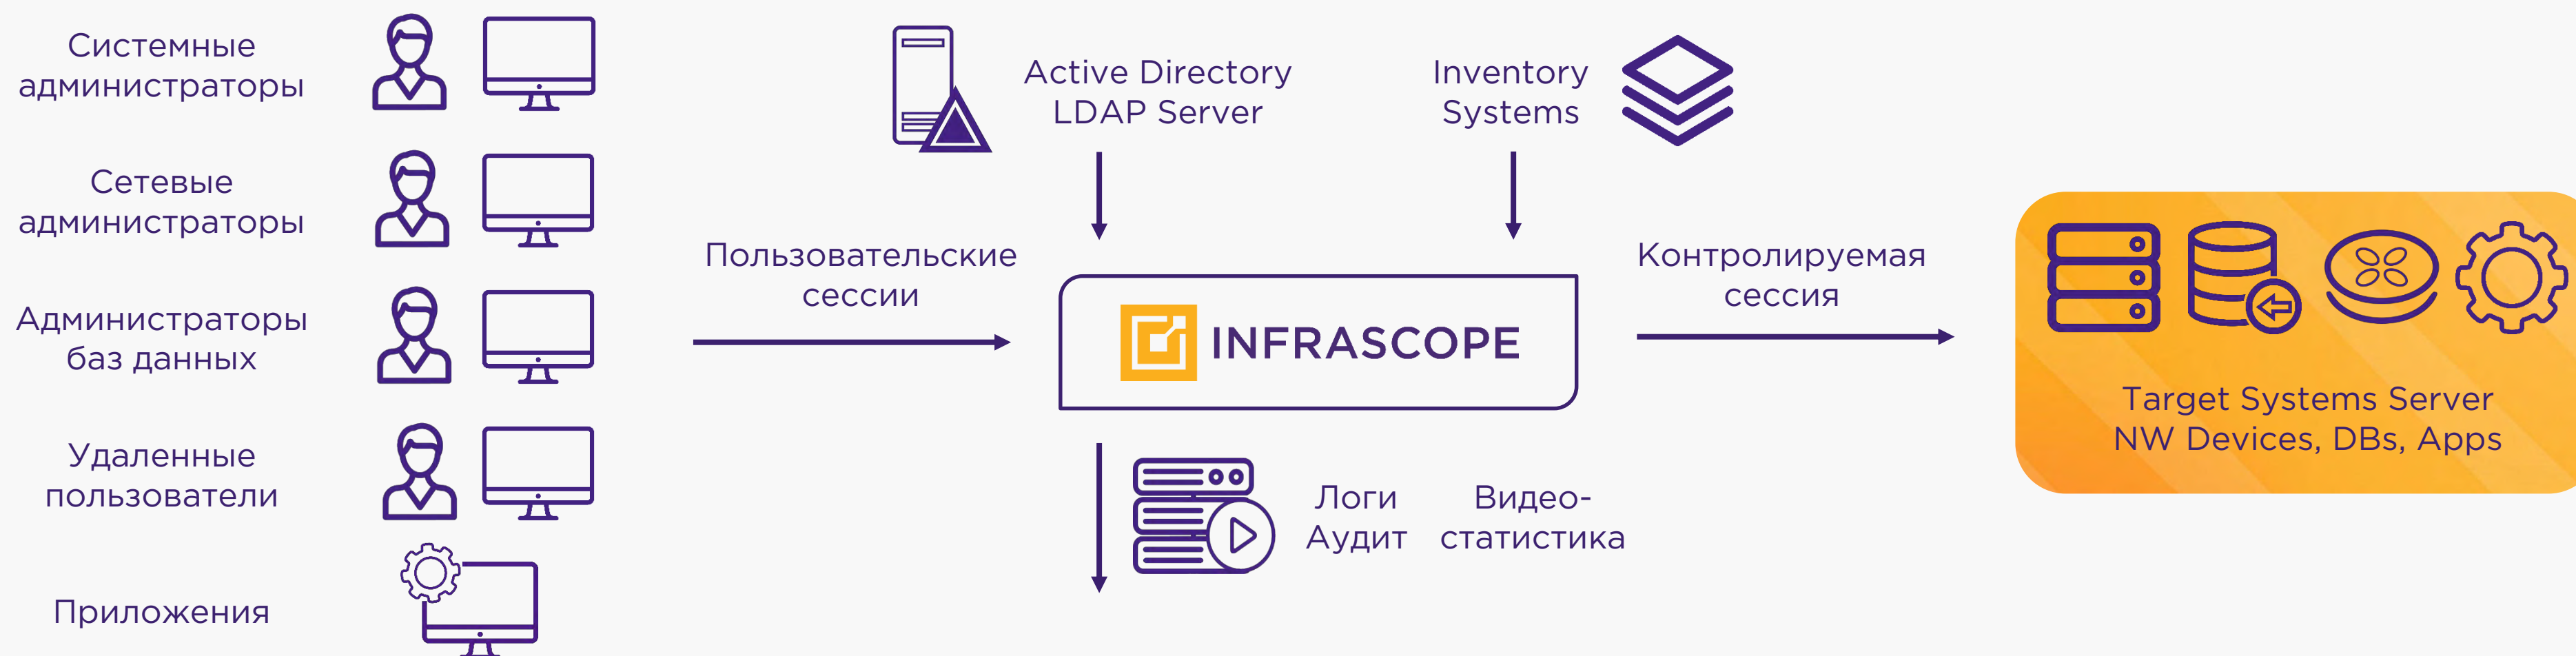 Системные
администраторы
Сетевые
администраторы
Администраторы
баз данных
Удаленные
пользователи
Приложения
Пользовательские
сессии
Active Directory
LDAP Server
Inventory
Systems
INFRASCOPE
Логи
Аудит
Видео-
статистика
Контролируемая
сессия
Target Systems Server
NW Devices, DBs, Apps